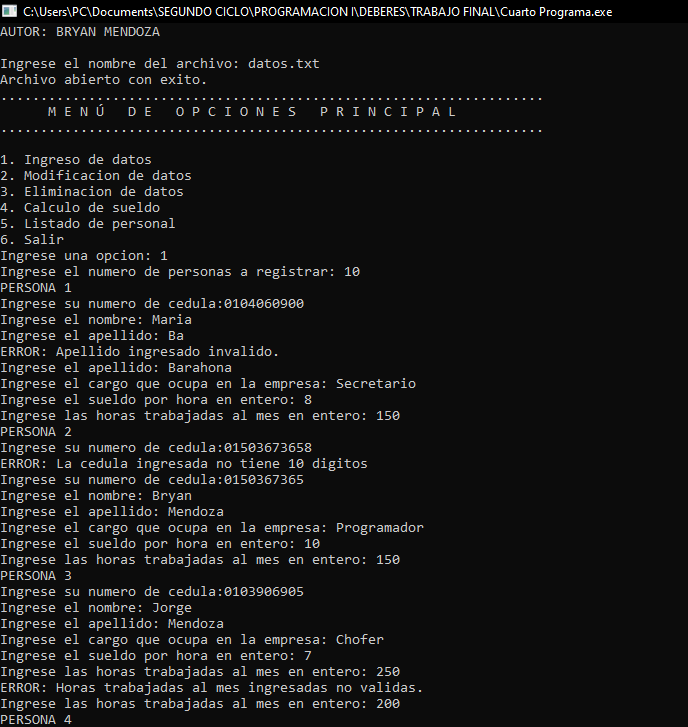 C:\Users\PC\Documents\SEGUNDO CICLO\PROGRAMACION I\DEBERES\TRABAJO FINAL\Cuarto Programa.exe
AUTOR: BRYAN MENDOZA
Ingrese el nombre del archivo: datos.txt
Archivo abierto con exito.
....................................................................
M E N Ú   D E   O P C I O N E S   P R I N C I P A L
....................................................................
1. Ingreso de datos
2. Modificacion de datos
3. Eliminacion de datos
4. Calculo de sueldo
5. Listado de personal
6. Salir
Ingrese una opcion: 1
Ingrese el numero de personas a registrar: 10
PERSONA 1
Ingrese su numero de cedula:0104060900
Ingrese el nombre: Maria
Ingrese el apellido: Ba
ERROR: Apellido ingresado invalido.
Ingrese el apellido: Barahona
Ingrese el cargo que ocupa en la empresa: Secretario
Ingrese el sueldo por hora en entero: 8
Ingrese las horas trabajadas al mes en entero: 150
PERSONA 2
Ingrese su numero de cedula:01503673658
ERROR: La cedula ingresada no tiene 10 digitos
Ingrese su numero de cedula:0150367365
Ingrese el nombre: Bryan
Ingrese el apellido: Mendoza
Ingrese el cargo que ocupa en la empresa: Programador
Ingrese el sueldo por hora en entero: 10
Ingrese las horas trabajadas al mes en entero: 150
PERSONA 3
Ingrese su numero de cedula:0103906905
Ingrese el nombre: Jorge
Ingrese el apellido: Mendoza
Ingrese el cargo que ocupa en la empresa: Chofer
Ingrese el sueldo por hora en entero: 7
Ingrese las horas trabajadas al mes en entero: 250
ERROR: Horas trabajadas al mes ingresadas no validas.
Ingrese las horas trabajadas al mes en entero: 200
PERSONA 4